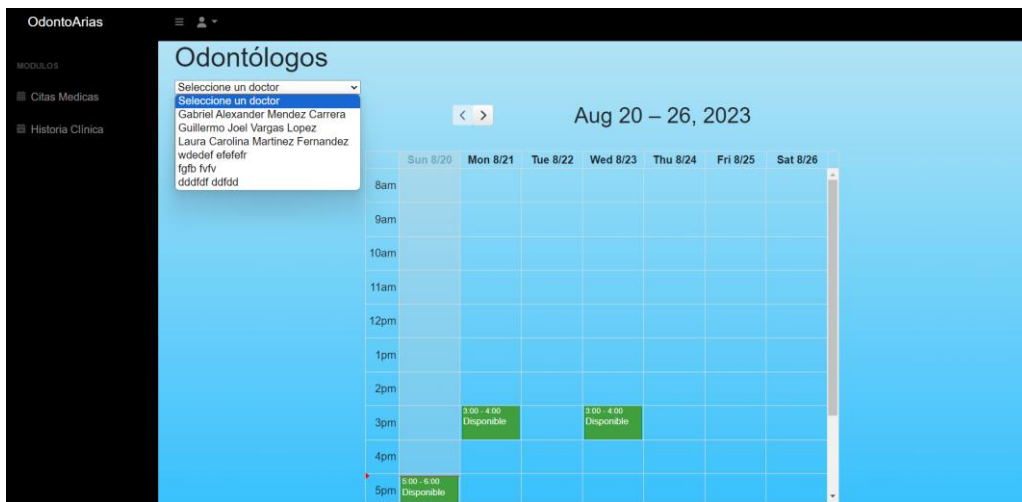 OdontoArias
MODULOS
Citas Medicas
Historia Clínica
Odontólogos
Seleccione un doctor
Seleccione un doctor
Gabriel Alexander Mendez Carrera
Guillermo Joel Vargas Lopez
Laura Carolina Martinez Fernandez
wdedef efefefr
fgfb fvfv
dddfdf ddfdd
Aug 20 – 26, 2023
Sun 8/20 Mon 8/21 Tue 8/22 Wed 8/23 Thu 8/24 Fri 8/25 Sat 8/26
8am
9am
10am
11am
12pm
1pm
2pm
3pm
3:00 - 4:00
Disponible
3:00 - 4:00
Disponible
4pm
5pm
5:00 - 6:00
Disponible